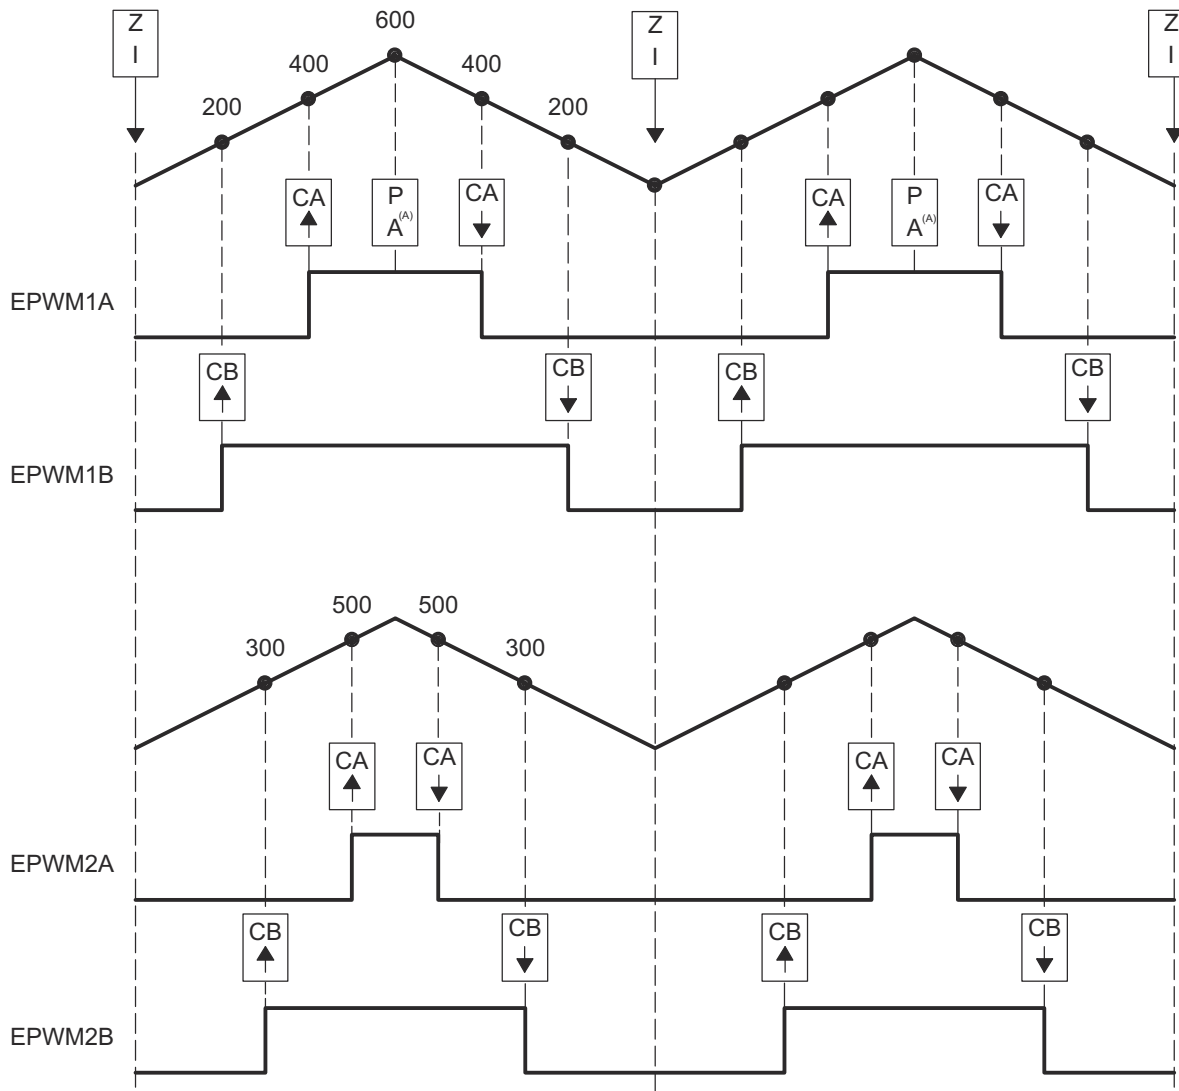 Z Z Z
I I I
600
400 400
200 200
CA P CA CA P CA
A(A) A(A)
EPWM1A
CB CB CB CB
EPWM1B
500 500
300 300
CA CA CA CA
EPWM2A
CB CB CB CB
EPWM2B